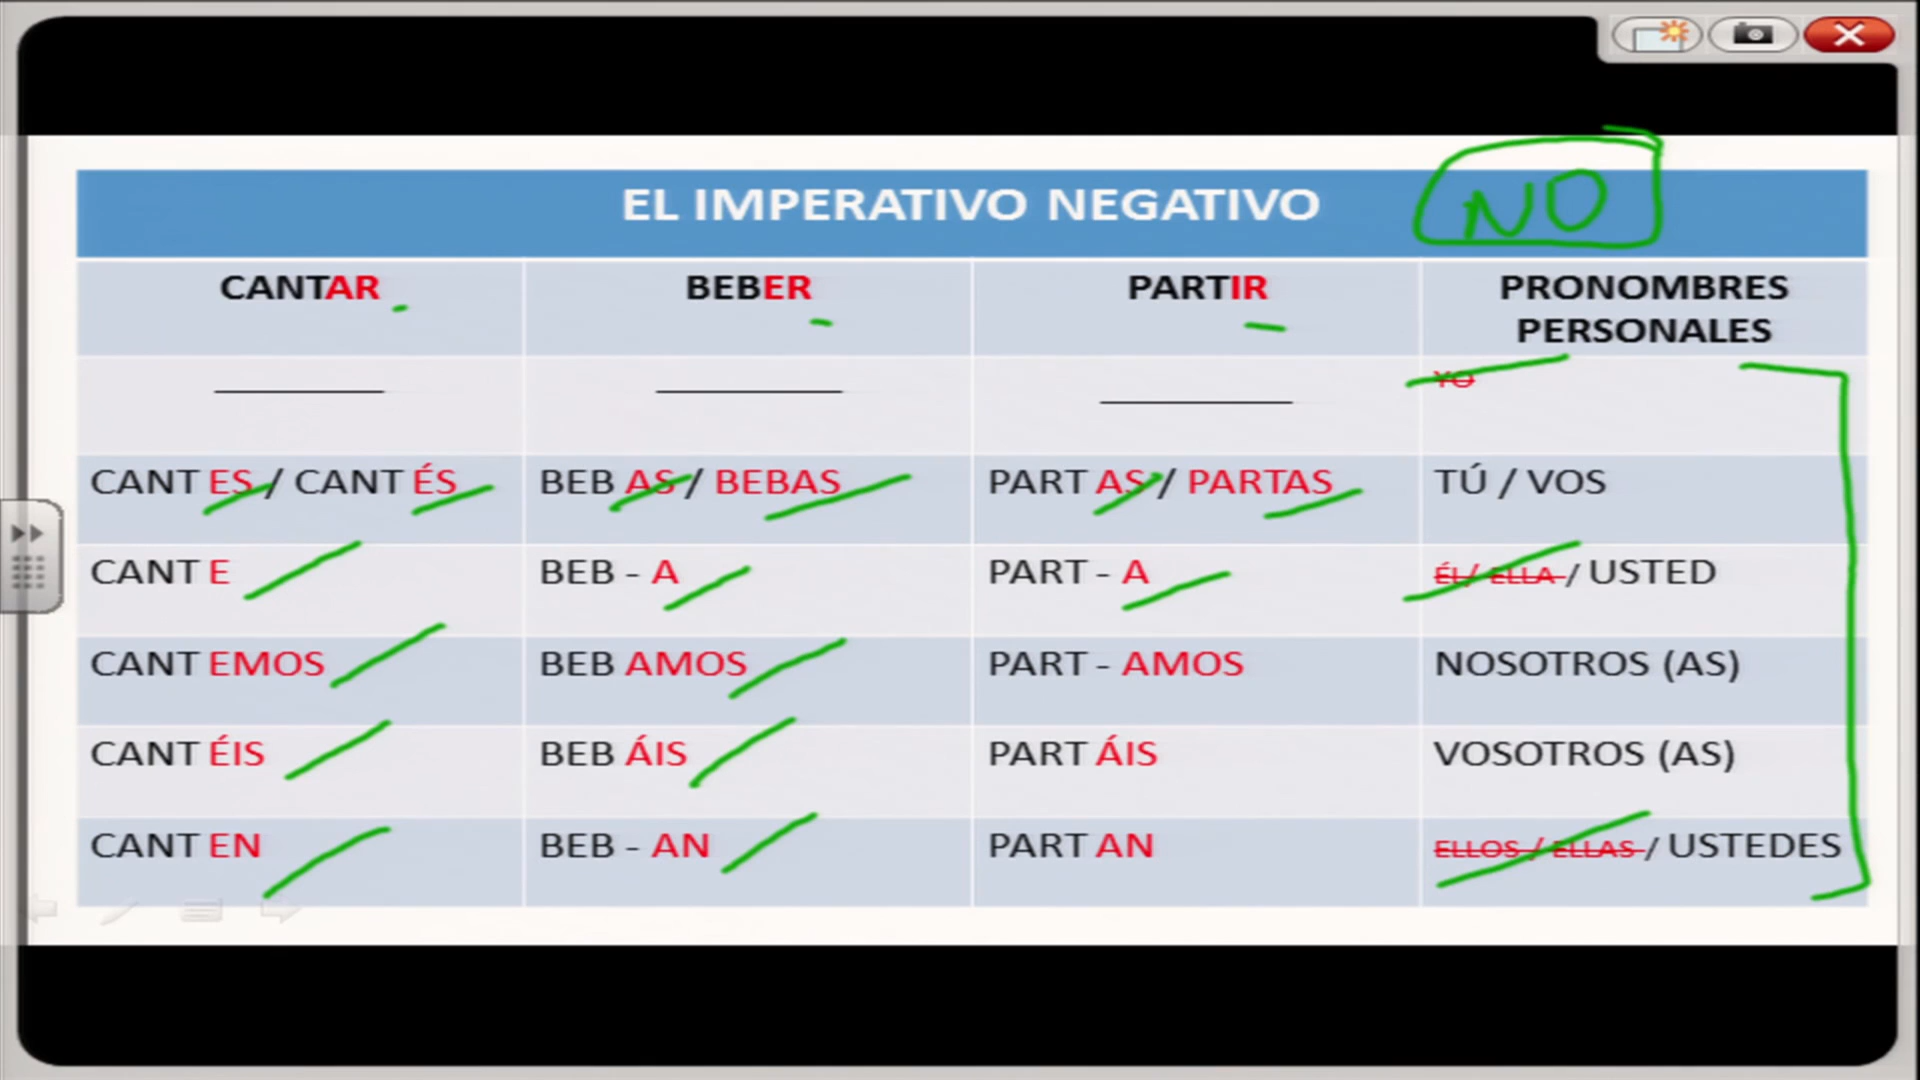 EL IMPERATIVO NEGATIVO NO
CANTAR BEBER PARTIR PRONOMBRES
PERSONALES
YO
CANT ES / CANT ÉS BEB AS / BEBAS PART AS / PARTAS TÚ / VOS
CANT E BEB - A PART - A ÉL / ELLA / USTED
CANT EMOS BEB AMOS PART - AMOS NOSOTROS (AS)
CANT ÉIS BEB ÁIS PART ÁIS VOSOTROS (AS)
CANT EN BEB - AN PART AN ELLOS / ELLAS / USTEDES